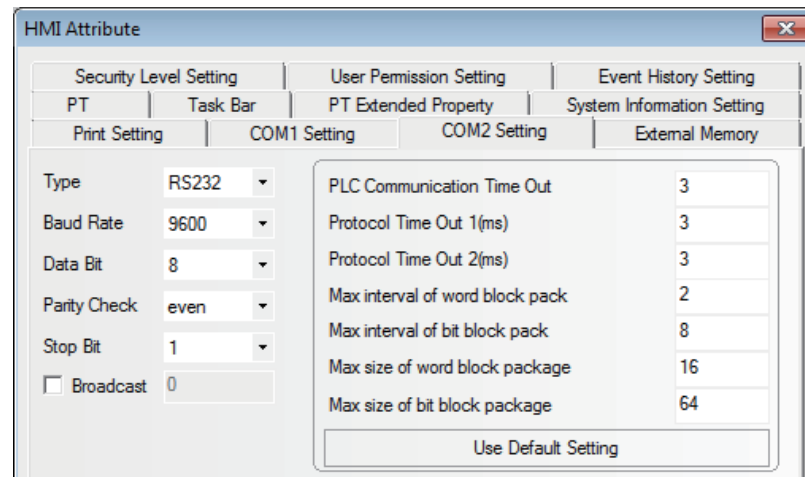 HMI Attribute
Security Level Setting User Permission Setting Event History Setting
PT Task Bar PT Extended Property System Information Setting
Print Setting COM1 Setting COM2 Setting External Memory
Type RS232
Baud Rate 9600
Data Bit 8
Parity Check even
Stop Bit 1
Broadcast 0
PLC Communication Time Out 3
Protocol Time Out 1(ms) 3
Protocol Time Out 2(ms) 3
Max interval of word block pack 2
Max interval of bit block pack 8
Max size of word block package 16
Max size of bit block package 64
Use Default Setting